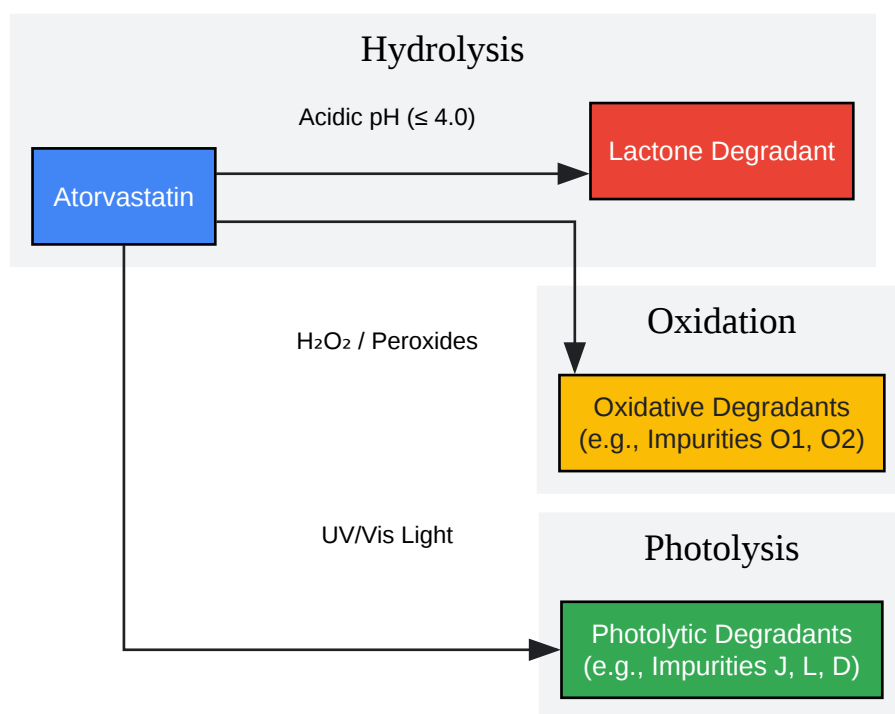 Hydrolysis
Acidic pH (≤ 4.0)
Lactone Degradant
Atorvastatin
Oxidation
H₂O₂ / Peroxides
Oxidative Degradants
(e.g., Impurities O1, O2)
UV/Vis Light
Photolysis
Photolytic Degradants
(e.g., Impurities J, L, D)